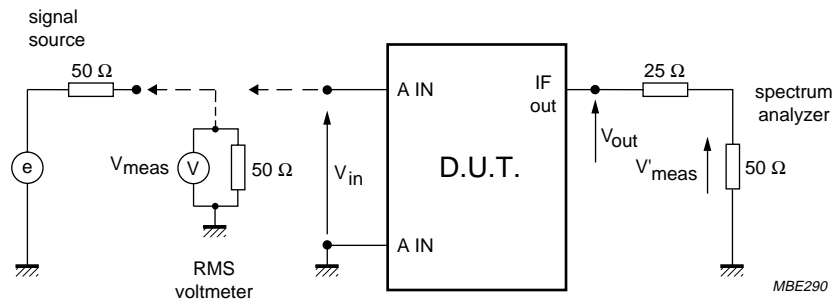 signal
source
50 Ω
e
Vmeas
V
50 Ω
RMS
voltmeter
Vin
A IN
A IN
D.U.T.
IF
out
Vout
25 Ω
V'meas
50 Ω
spectrum
analyzer
MBE290